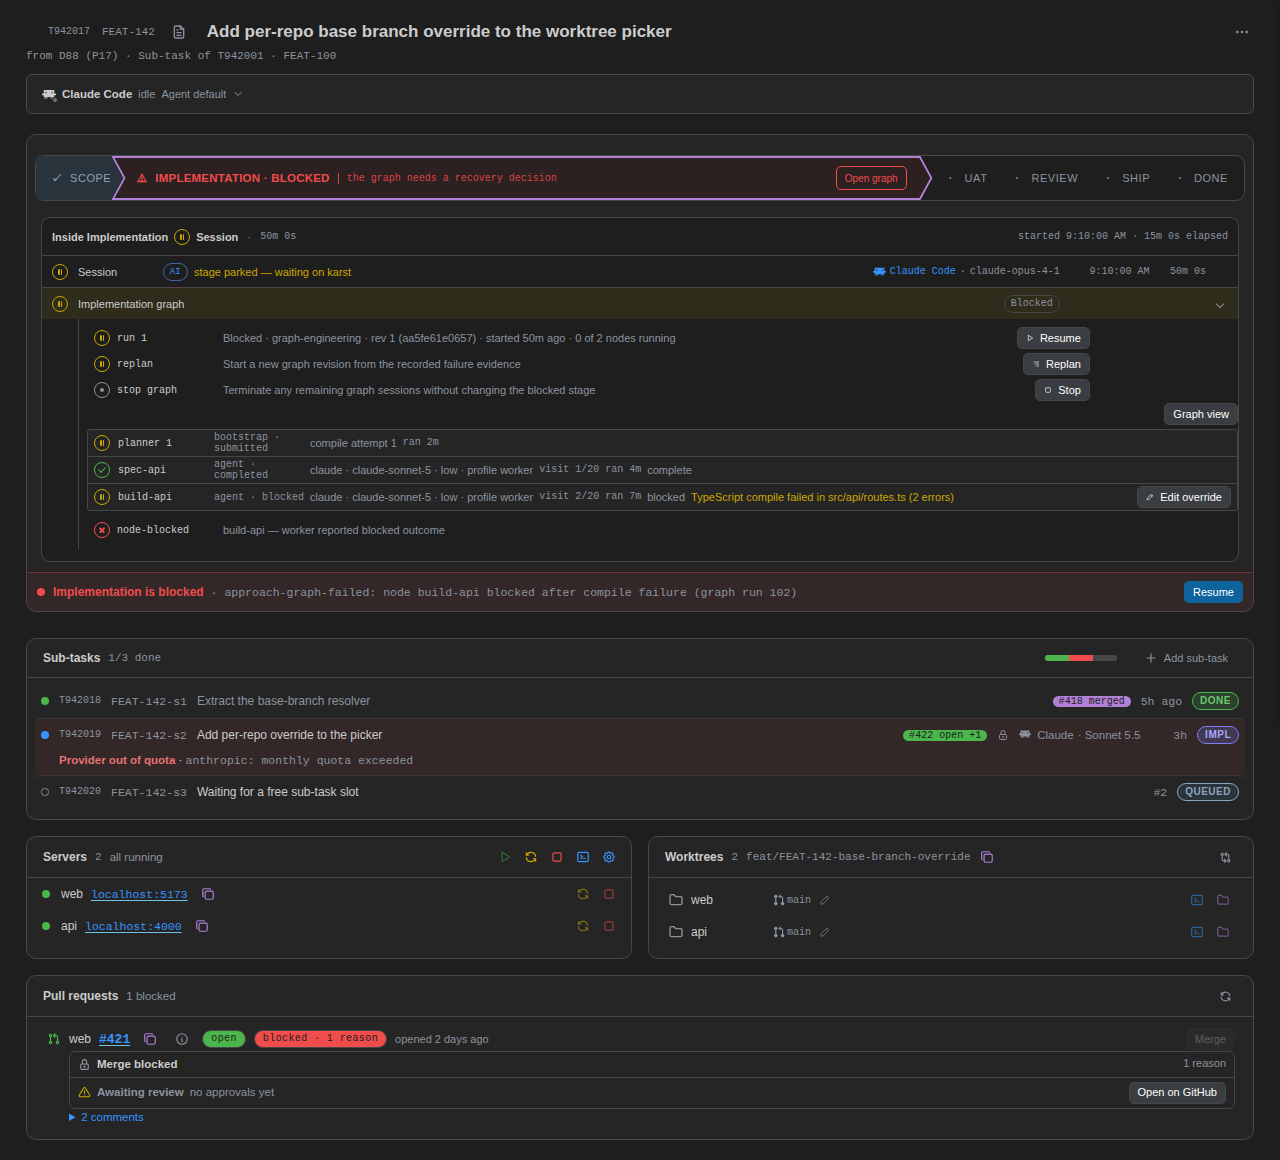 T942017 FEAT-142 Add per-repo base branch override to the worktree picker
from D88 (P17) · Sub-task of T942001 · FEAT-100
Claude Code idle Agent default
SCOPE IMPLEMENTATION · BLOCKED the graph needs a recovery decision Open graph · UAT · REVIEW · SHIP · DONE
Inside Implementation Session · 50m 0s started 9:10:00 AM · 15m 0s elapsed
Session AI stage parked — waiting on karst Claude Code · claude-opus-4-1 9:10:00 AM 50m 0s
Implementation graph Blocked
run 1 Blocked · graph-engineering · rev 1 (aa5fe61e0657) · started 50m ago · 0 of 2 nodes running Resume
replan Start a new graph revision from the recorded failure evidence Replan
stop graph Terminate any remaining graph sessions without changing the blocked stage Stop
Graph view
planner 1 bootstrap · submitted compile attempt 1 ran 2m
spec-api agent · completed claude · claude-sonnet-5 · low · profile worker visit 1/20 ran 4m complete
build-api agent · blocked claude · claude-sonnet-5 · low · profile worker visit 2/20 ran 7m blocked TypeScript compile failed in src/api/routes.ts (2 errors) Edit override
node-blocked build-api — worker reported blocked outcome
Implementation is blocked · approach-graph-failed: node build-api blocked after compile failure (graph run 102) Resume
Sub-tasks 1/3 done Add sub-task
T942018 FEAT-142-s1 Extract the base-branch resolver #418 merged 5h ago DONE
T942019 FEAT-142-s2 Add per-repo override to the picker #422 open +1 Claude · Sonnet 5.5 3h IMPL
Provider out of quota · anthropic: monthly quota exceeded
T942020 FEAT-142-s3 Waiting for a free sub-task slot #2 QUEUED
Servers 2 all running
web localhost:5173
api localhost:4000
Worktrees 2 feat/FEAT-142-base-branch-override
web main
api main
Pull requests 1 blocked
web #421 open blocked · 1 reason opened 2 days ago Merge
Merge blocked 1 reason
Awaiting review no approvals yet Open on GitHub
2 comments